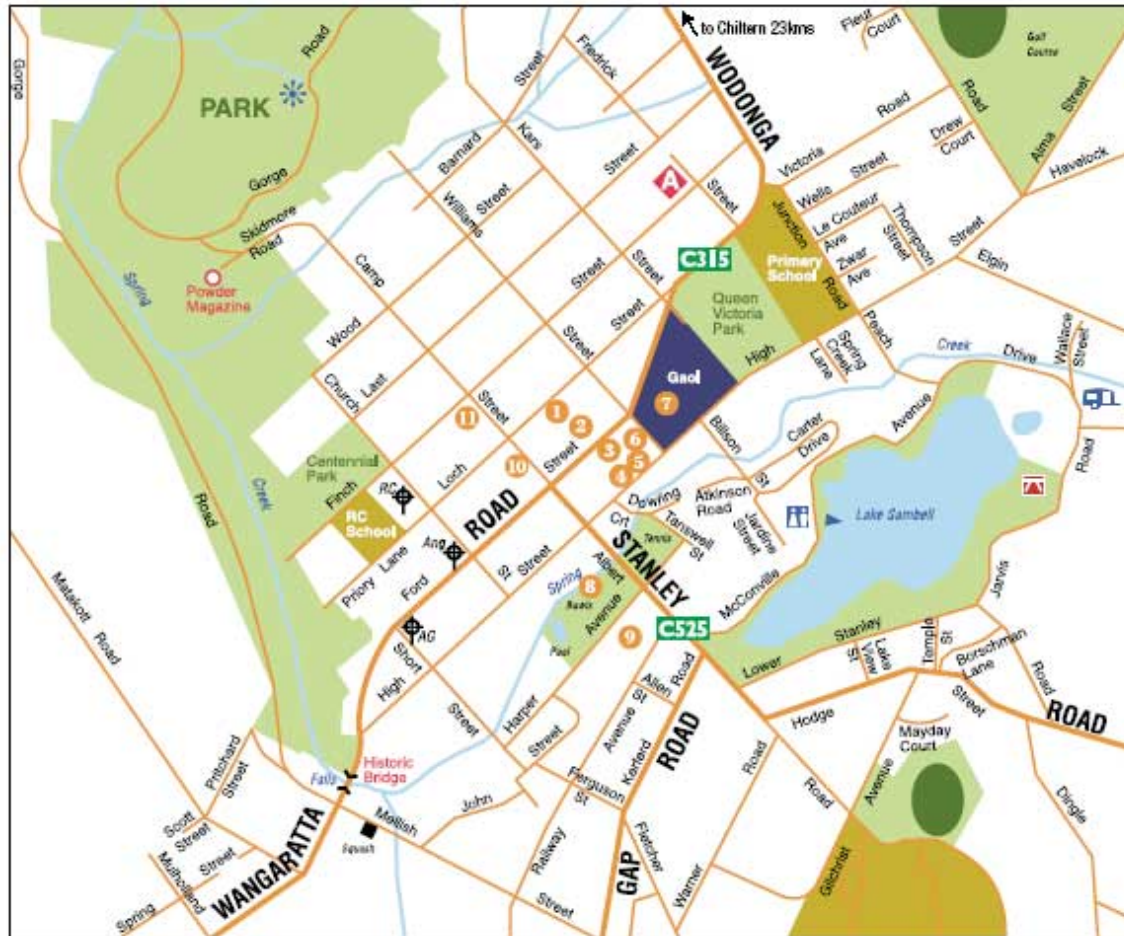 to Chiltern 23kms
WODONGA
Fleur
Court
Golf
Course
Gorge
Road
PARK
Street
Fredrick
Kars
Barnard
Williams
Street
Street
A
Street
Victoria
Road
Road
Drew
Court
Alma
Street
Havelock
Wells
Street
Junction
Road
Le Couteur
Ave
Thompson
Street
Zwar
Ave
Street
Elgin
Primary
School
C315
Queen
Victoria
Park
Gorge
Skidmore
Road
Camp
Powder
Magazine
Spring
Creek
Wood
Church
Last
Street
Street
Street
Street
Street
Street
Gaol
7
High
Peach
Spring
Creek
Lane
Creek
Drive
Wallace
Street
Road
Avenue
Billson
St
Carter
Drive
11
1
2
3
6
5
4
10
Street
Centennial
Park
Finch
RC
RC
School
Loch
ROAD
Ang
Priory
Lane
Ford
St
Street
AG
Dowling
Crt
Tennis
Tanswell
St
Atkinson
Road
Jardine
Street
Lake Sambell
STANLEY
Albert
Spring
8
Avenue
Pool
9
C525
McConville
Jarvis
Road
Matakott
Road
Road
Short
Street
High
Harper
Street
Allen
St
Avenue
Road
Kerferd
ROAD
GAP
Lower
Stanley
Lake
View
St
Temple
St
Borschman
Lane
Hodge
Street
Road
ROAD
Mayday
Court
Avenue
Gilchrist
Dingle
Road
Pritchard
Street
Falls
Historic
Bridge
Scott
Street
Street
Mulholland
Spring
WANGARATTA
Mellish
Street
Squash
John
Ferguson
St
Railway
Fletcher
Warner
Road